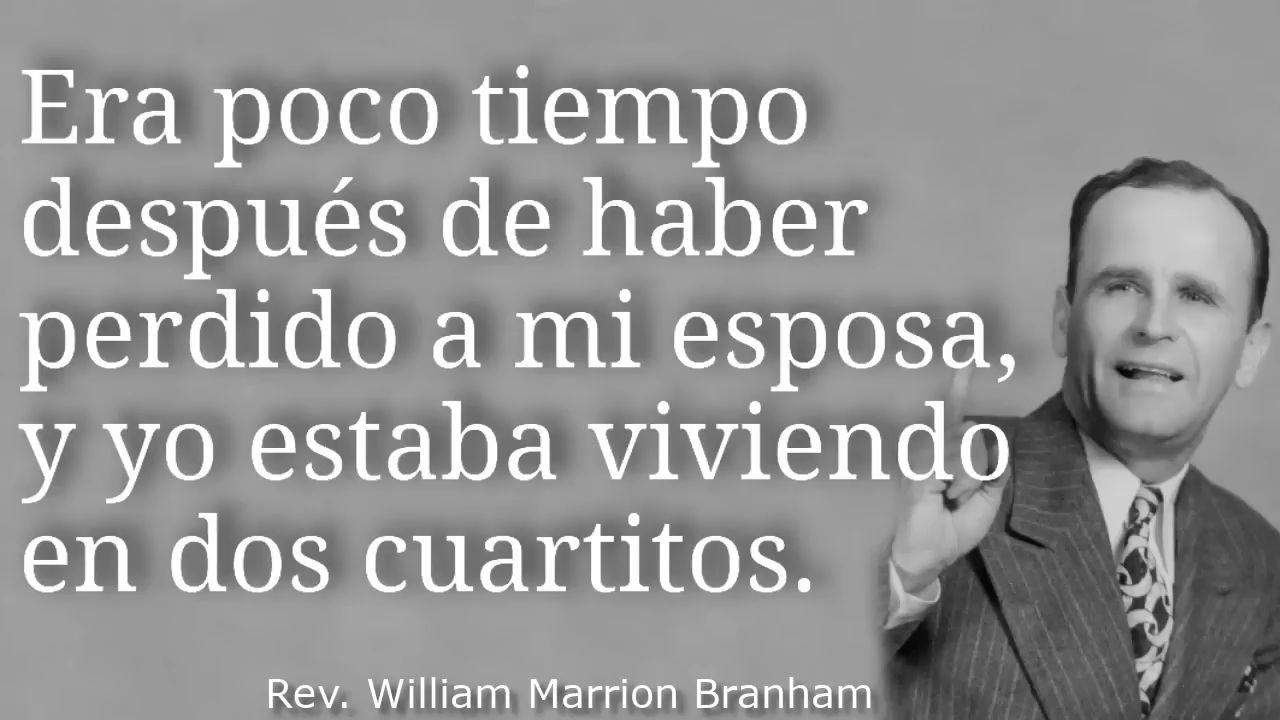 Era poco tiempo
después de haber
perdido a mi esposa,
y yo estaba viviendo
en dos cuartitos.
Rev. William Marrion Branham